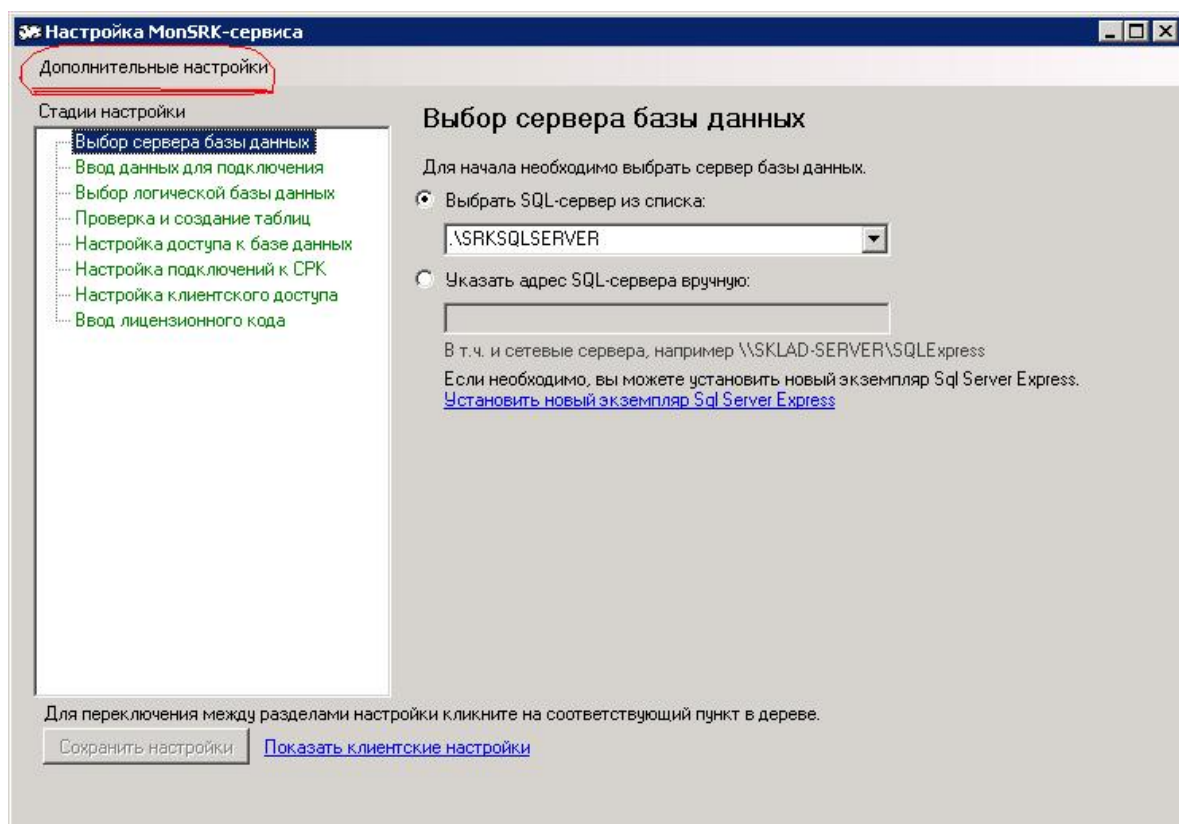 Настройка MonSRK-сервиса
Дополнительные настройки
Стадии настройки
Выбор сервера базы данных
Ввод данных для подключения
Выбор логической базы данных
Проверка и создание таблиц
Настройка доступа к базе данных
Настройка подключений к СРК
Настройка клиентского доступа
Ввод лицензионного кода
Выбор сервера базы данных
Для начала необходимо выбрать сервер базы данных.
Выбрать SQL-сервер из списка:
.\SRKSQLSERVER
Указать адрес SQL-сервера вручную:
В т.ч. и сетевые сервера, например \\SKLAD-SERVER\SQLExpress
Если необходимо, вы можете установить новый экземпляр Sql Server Express.
Установить новый экземпляр Sql Server Express
Для переключения между разделами настройки кликните на соответствующий пункт в дереве.
Сохранить настройки
Показать клиентские настройки